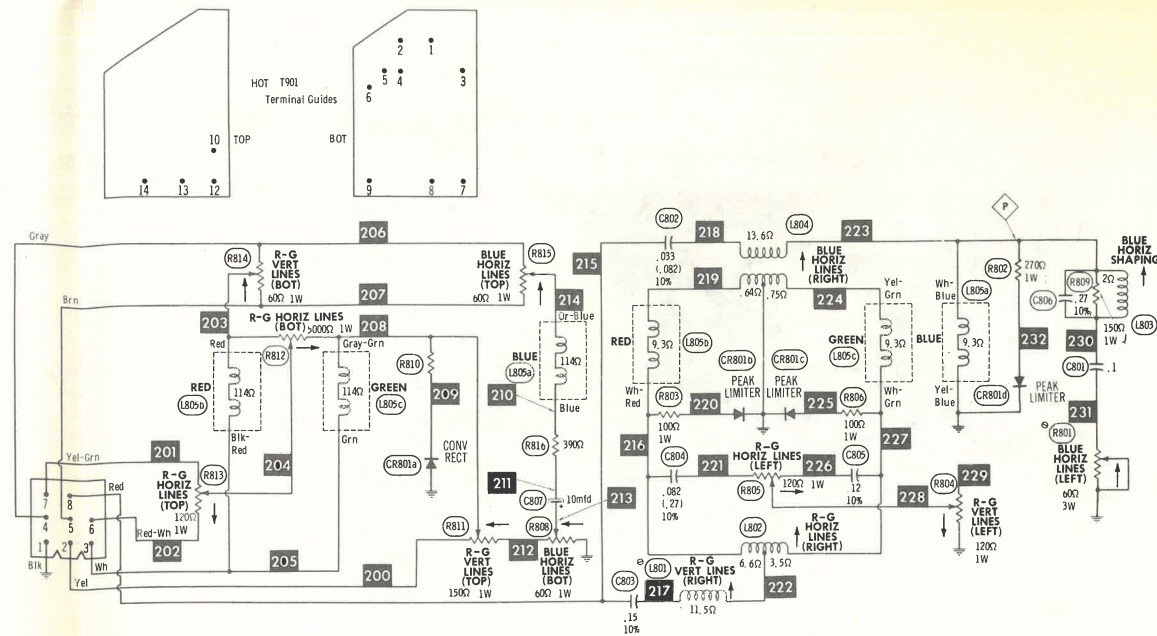 2 1
5 4 3
6
HOT T901
Terminal Guides
10
TOP
BOT
14 13 12
9 8 7
206
Gray
R814
R-G
VERT
LINES
(BOT)
60Ω 1W
BLUE
HORIZ
LINES
(TOP)
60Ω 1W
R815
215
C802
.033
(.082)
10%
218
13.6Ω
L804
BLUE
HORIZ
LINES
(RIGHT)
223
P
R802
270Ω
1W
BLUE
HORIZ
SHAPING
2Ω
R809
C806
.27
10%
150Ω
1W
L803
207
Brn
219
.64Ω .75Ω
224
203
R-G HORIZ LINES
(BOT) 5000Ω 1W
208
214
Or-Blue
Red
R812
Gray-Grn
R810
RED
114Ω
L805b
Blk-
Red
114Ω
GREEN
L805c
Grn
209
CONV
RECT
CR801a
BLUE
L805a
114Ω
210
Blue
R816
390Ω
211
C807
10mfd
+
213
RED
9.3Ω
L805b
Wh-
Red
CR801b
PEAK
LIMITER
CR801c
PEAK
LIMITER
Yel-
Grn
GREEN
L805c
9.3Ω
Wh-
Grn
Wh-
Blue
L805a
BLUE
9.3Ω
Yel-
Blue
232
CR801d
PEAK
LIMITER
230
C801
.1
231
R801
BLUE
HORIZ
LINES
(LEFT)
60Ω
3W
R803
100Ω
1W
220
225
R806
100Ω
1W
216
227
C804
.082
(.27)
10%
221
R-G
HORIZ
LINES
(LEFT)
120Ω
1W
R805
226
C805
.12
10%
228
R804
229
R-G
VERT
LINES
(LEFT)
120Ω
1W
201
Yel-Grn
204
R813
R-G
HORIZ
LINES
(TOP)
120Ω
1W
Red
7 8
4 5 6
1 2 3
Red-Wh
202
Blk
Yel
Wh
205
200
R811
R-G
VERT
LINES
(TOP)
150Ω 1W
212
R808
BLUE
HORIZ
LINES
(BOT)
60Ω 1W
L802
R-G
HORIZ
LINES
(RIGHT)
6.6Ω 3.5Ω
C803
.15
10%
L801
217
R-G
VERT LINES
(RIGHT)
11.5Ω
222